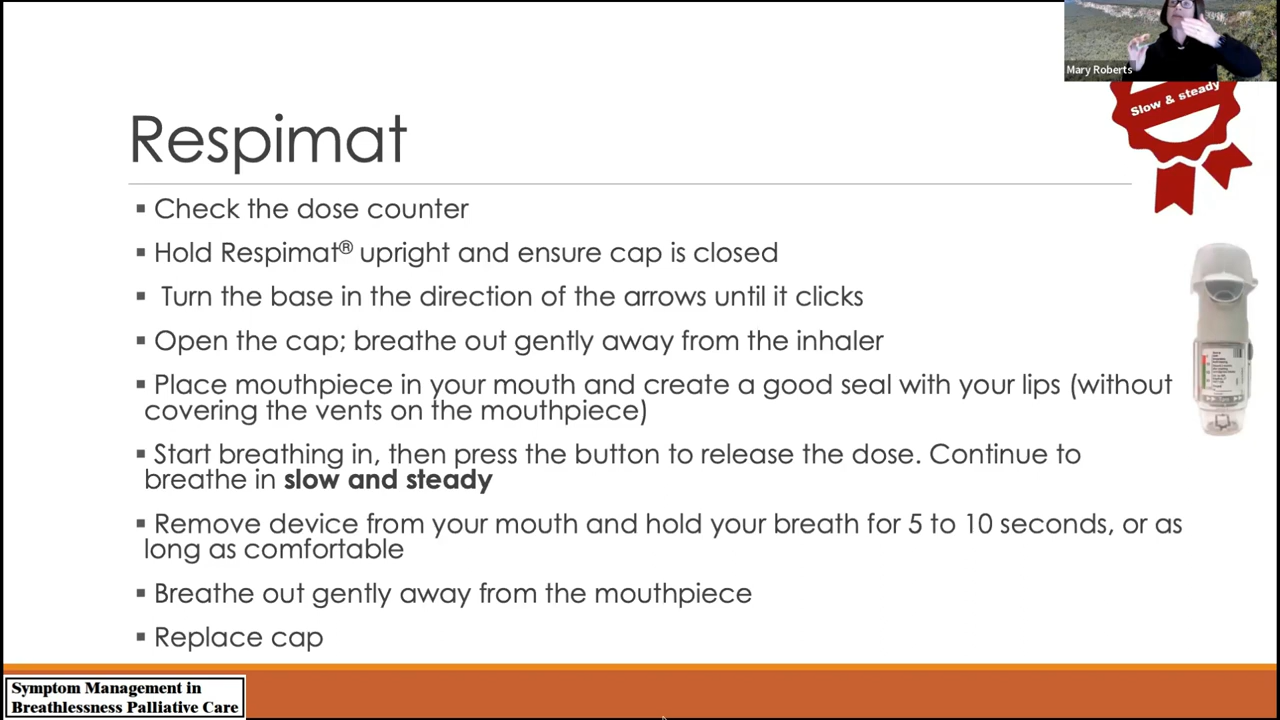 Mary Roberts
Slow & steady
Respimat
▪ Check the dose counter
▪ Hold Respimat® upright and ensure cap is closed
▪ Turn the base in the direction of the arrows until it clicks
▪ Open the cap; breathe out gently away from the inhaler
▪ Place mouthpiece in your mouth and create a good seal with your lips (without
covering the vents on the mouthpiece)
▪ Start breathing in, then press the button to release the dose. Continue to
breathe in slow and steady
▪ Remove device from your mouth and hold your breath for 5 to 10 seconds, or as
long as comfortable
▪ Breathe out gently away from the mouthpiece
▪ Replace cap
Symptom Management in
Breathlessness Palliative Care